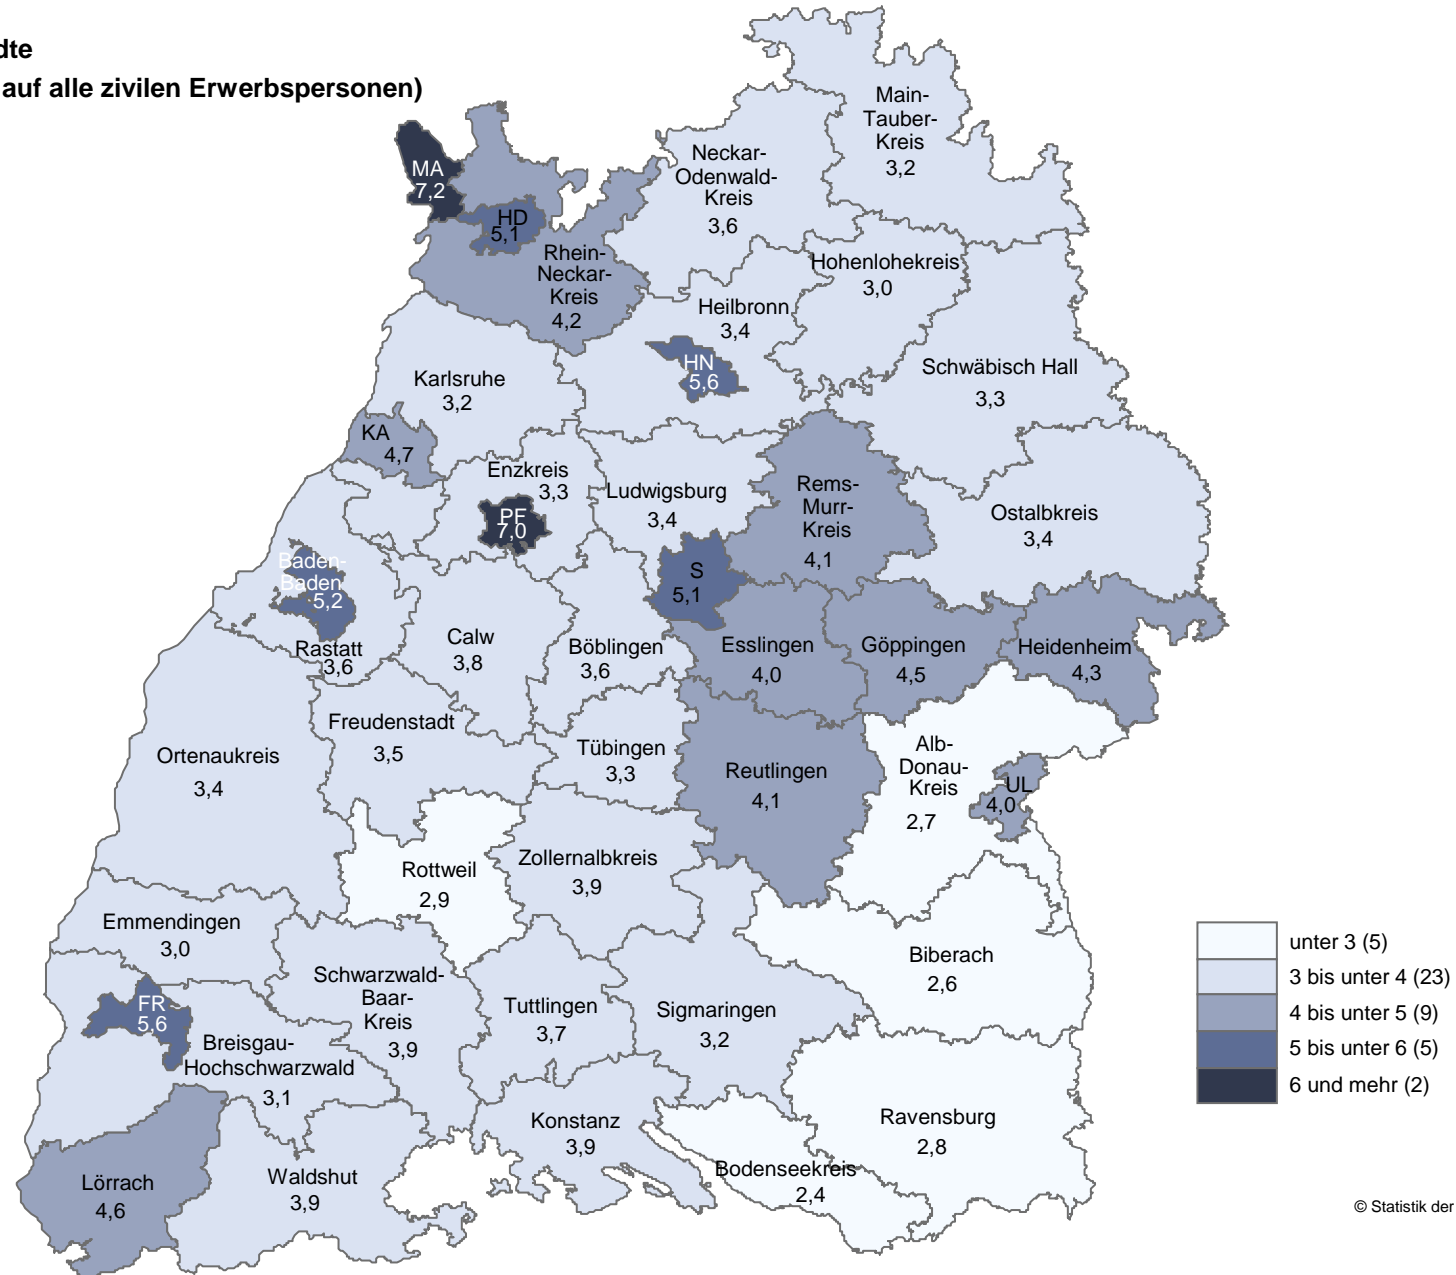 dte
auf alle zivilen Erwerbspersonen)
Main-
Tauber-
Kreis
3,2
Neckar-
Odenwald-
Kreis
3,6
MA
7,2
HD
5,1
Rhein-
Neckar-
Kreis
4,2
Hohenlohekreis
3,0
Heilbronn
3,4
HN
5,6
Schwäbisch Hall
3,3
Karlsruhe
3,2
KA
4,7
Enzkreis
3,3
PF
7,0
Ludwigsburg
3,4
Rems-
Murr-
Kreis
4,1
Ostalbkreis
3,4
Baden-
Baden
5,2
Rastatt
3,6
S
5,1
Calw
3,8
Böblingen
3,6
Esslingen
4,0
Göppingen
4,5
Heidenheim
4,3
Freudenstadt
3,5
Ortenaukreis
3,4
Tübingen
3,3
Reutlingen
4,1
Alb-
Donau-
Kreis
2,7
UL
4,0
Rottweil
2,9
Zollernalbkreis
3,9
Emmendingen
3,0
Biberach
2,6
Schwarzwald-
Baar-
Kreis
3,9
FR
5,6
Tuttlingen
3,7
Sigmaringen
3,2
Breisgau-
Hochschwarzwald
3,1
Konstanz
3,9
Ravensburg
2,8
Bodenseekreis
2,4
Lörrach
4,6
Waldshut
3,9
unter 3 (5)
3 bis unter 4 (23)
4 bis unter 5 (9)
5 bis unter 6 (5)
6 und mehr (2)
© Statistik der